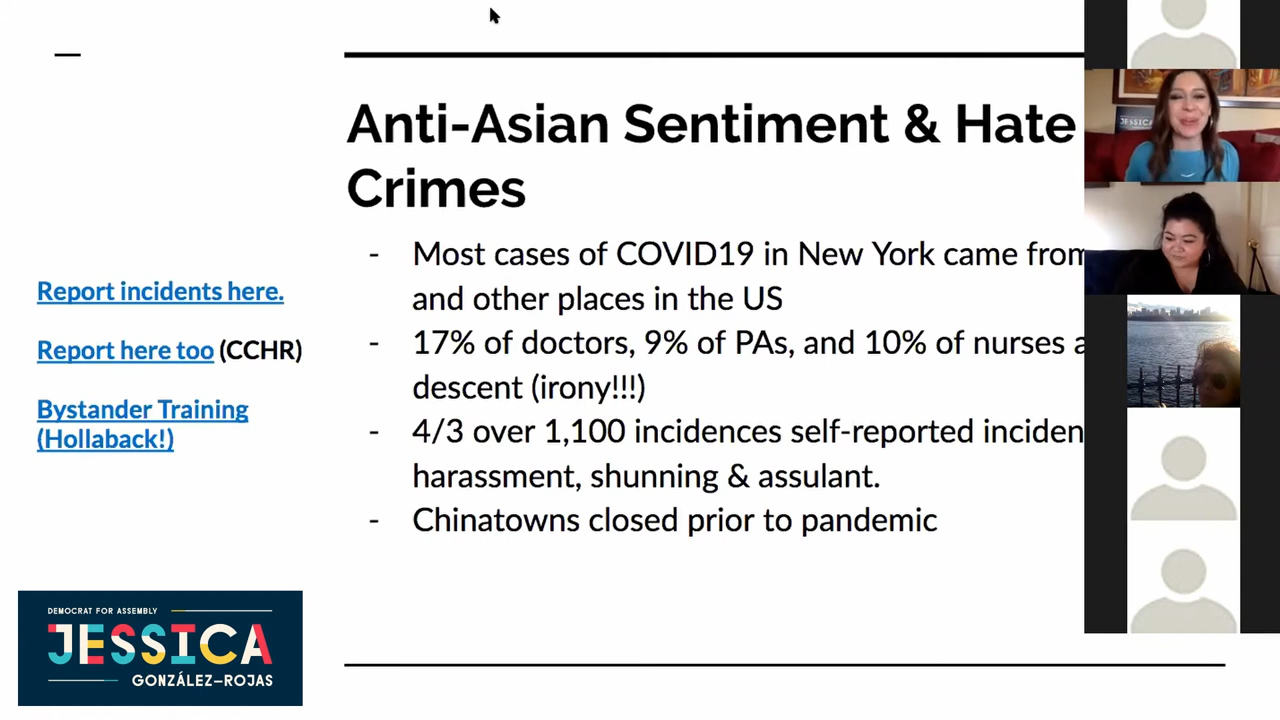 Anti-Asian Sentiment & Hate
Crimes
- Most cases of COVID19 in New York came from
and other places in the US
- 17% of doctors, 9% of PAs, and 10% of nurses
descent (irony!!!)
- 4/3 over 1,100 incidences self-reported
harassment, shunning & assulant.
- Chinatowns closed prior to pandemic
Report incidents here.
Report here too (CCHR)
Bystander Training
(Hollaback!)
DEMOCRAT FOR ASSEMBLY
JESSICA
GONZÁLEZ–ROJAS
JESSICA